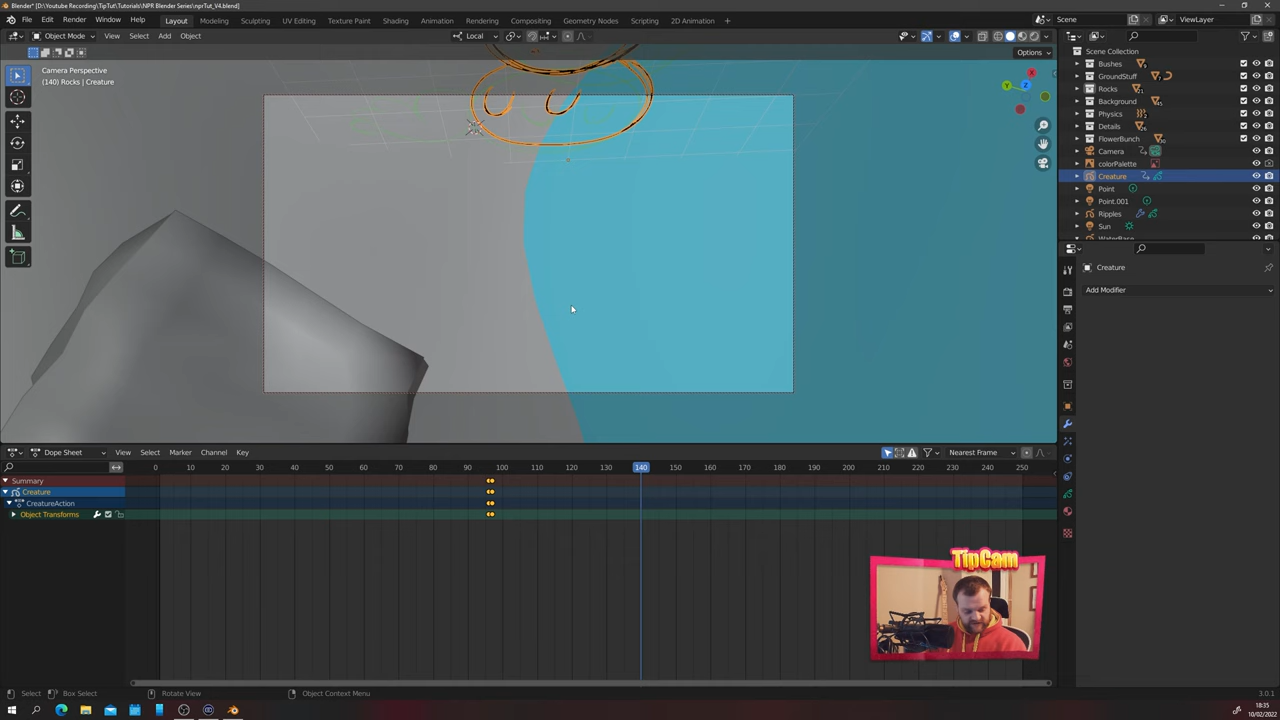 Blender* [D:\Youtube Recording\TipTut\Tutorials\NPR Blender Series\nprTut_V4.blend]
File Edit Render Window Help Layout Modeling Sculpting UV Editing Texture Paint Shading Animation Rendering Compositing Geometry Nodes Scripting 2D Animation + Scene ViewLayer
Object Mode View Select Add Object Local
Options
Camera Perspective
(140) Rocks | Creature
X
Y
Z
Scene Collection
Bushes
GroundStuff
Rocks
Background
Physics
Details
FlowerBunch
Camera
colorPalette
Creature
Point
Point.001
Ripples
Sun
WaterBase
Creature
Add Modifier
Dope Sheet View Select Marker Channel Key Nearest Frame
0 10 20 30 40 50 60 70 80 90 100 110 120 130 140 150 160 170 180 190 200 210 220 230 240 250
Summary
Creature
CreatureAction
Object Transforms
TipCam
Select Box Select Rotate View Object Context Menu 3.0.1
18:35
10/02/2022